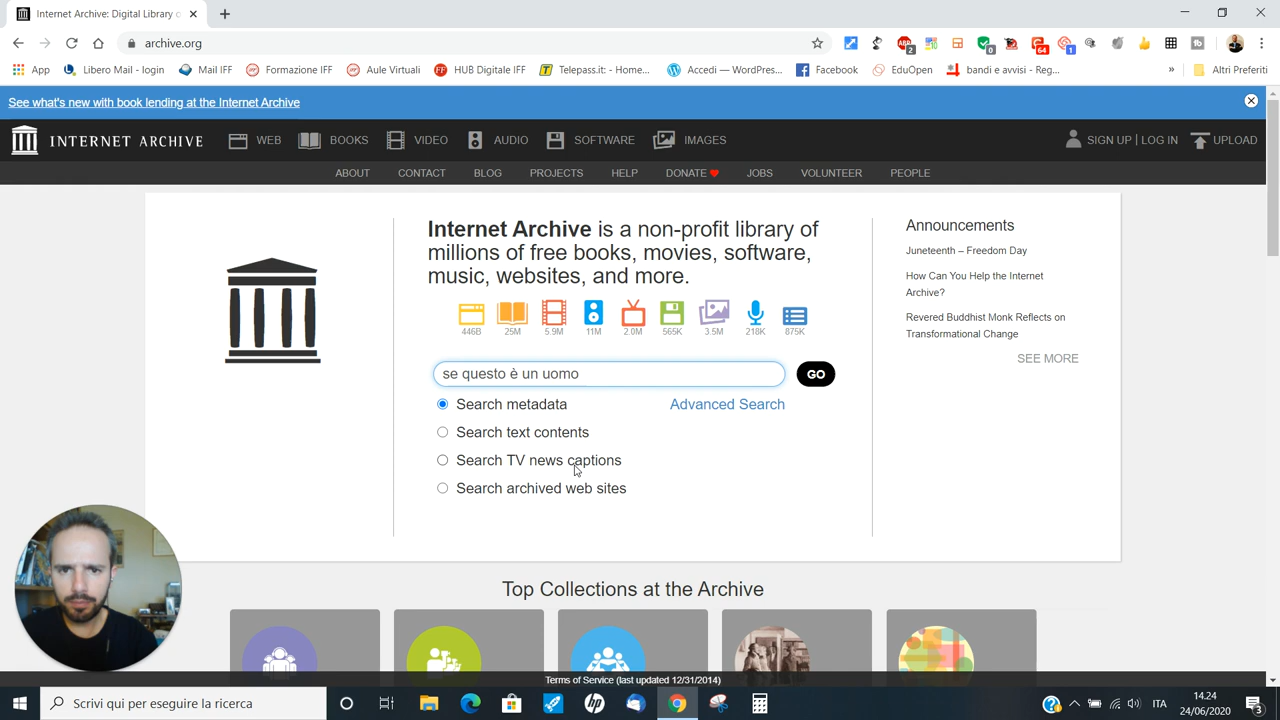 Internet Archive: Digital Library o
archive.org
2
0
64
1
App
Libero Mail - login
Mail IFF
Formazione IFF
Aule Virtuali
HUB Digitale IFF
Telepass.it: - Home...
Accedi — WordPres...
Facebook
EduOpen
bandi e avvisi - Reg...
»
Altri Preferiti
See what's new with book lending at the Internet Archive
INTERNET ARCHIVE
WEB
BOOKS
VIDEO
AUDIO
SOFTWARE
IMAGES
SIGN UP | LOG IN
UPLOAD
ABOUT
CONTACT
BLOG
PROJECTS
HELP
DONATE
JOBS
VOLUNTEER
PEOPLE
Internet Archive is a non-profit library of
millions of free books, movies, software,
music, websites, and more.
446B
25M
5.9M
11M
2.0M
565K
3.5M
218K
875K
se questo è un uomo
GO
Search metadata
Advanced Search
Search text contents
Search TV news captions
Search archived web sites
Announcements
Juneteenth – Freedom Day
How Can You Help the Internet
Archive?
Revered Buddhist Monk Reflects on
Transformational Change
SEE MORE
Top Collections at the Archive
Terms of Service (last updated 12/31/2014)
Scrivi qui per eseguire la ricerca
ITA
14.24
24/06/2020
3